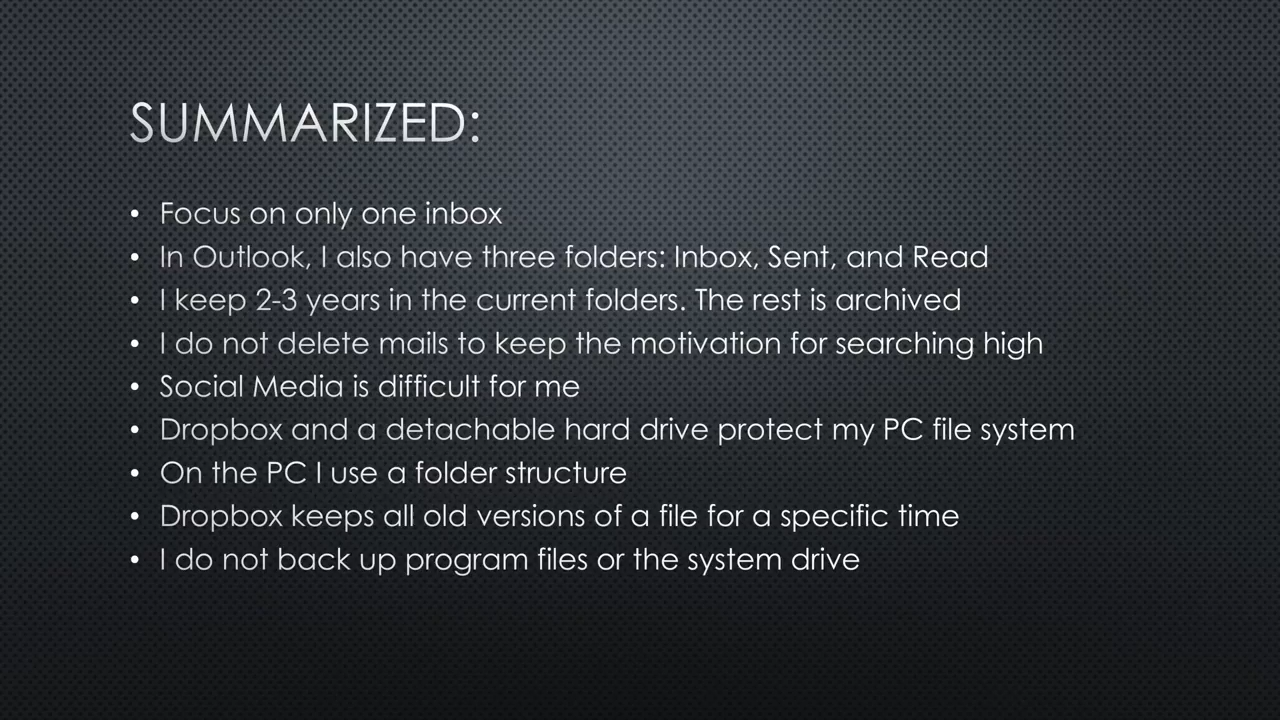 SUMMARIZED:
• Focus on only one inbox
• In Outlook, I also have three folders: Inbox, Sent, and Read
• I keep 2-3 years in the current folders. The rest is archived
• I do not delete mails to keep the motivation for searching high
• Social Media is difficult for me
• Dropbox and a detachable hard drive protect my PC file system
• On the PC I use a folder structure
• Dropbox keeps all old versions of a file for a specific time
• I do not back up program files or the system drive